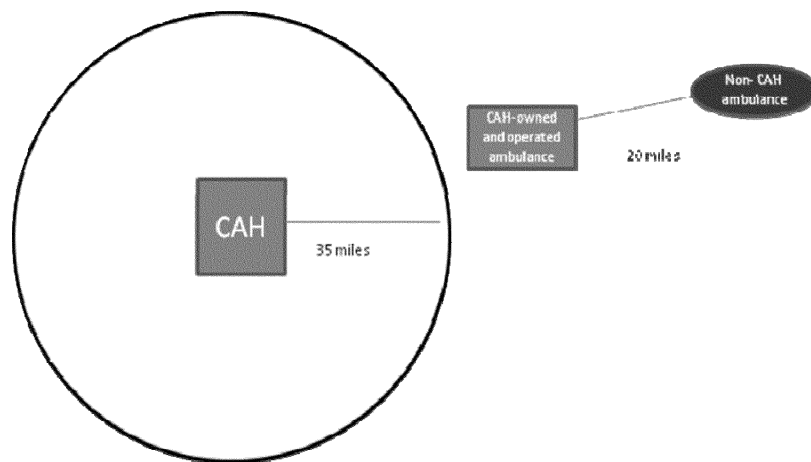 CAH
35 miles
CAH-owned
and operated
ambulance
20 miles
Non- CAH
ambulance